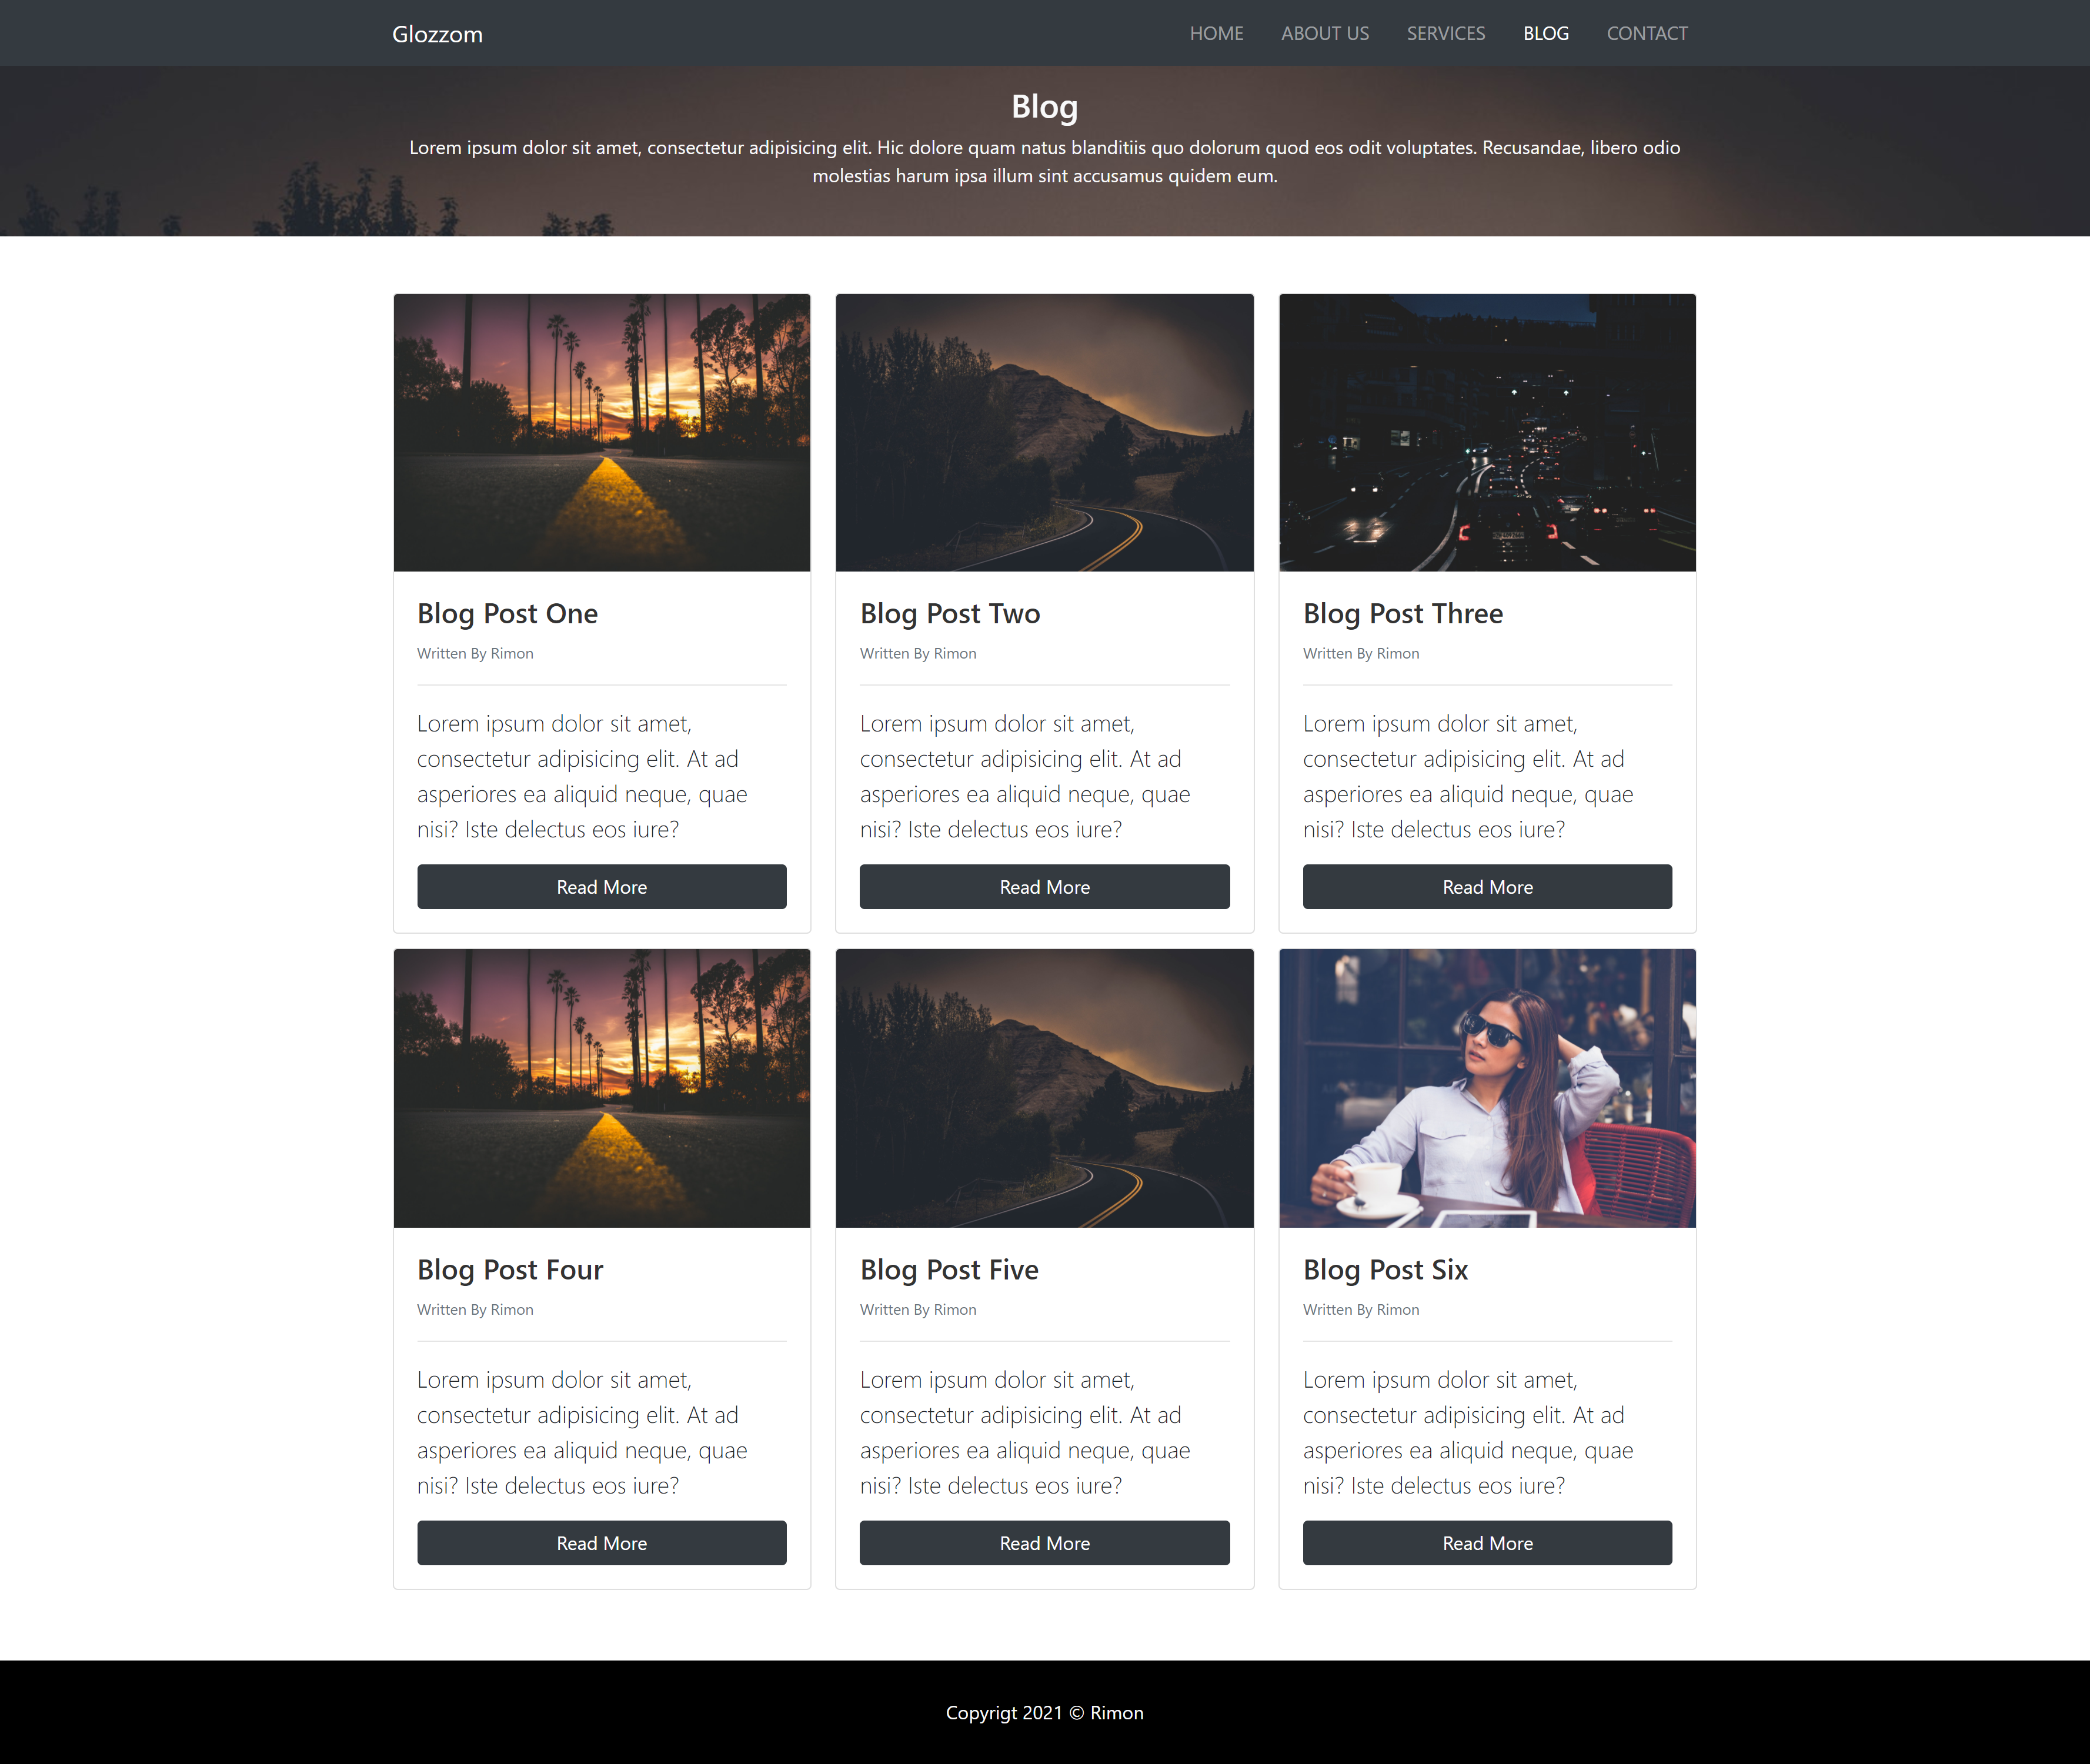 Glozzom
HOME ABOUT US SERVICES BLOG CONTACT
Blog
Lorem ipsum dolor sit amet, consectetur adipisicing elit. Hic dolore quam natus blanditiis quo dolorum quod eos odit voluptates. Recusandae, libero odio
molestias harum ipsa illum sint accusamus quidem eum.
Blog Post One
Written By Rimon
Lorem ipsum dolor sit amet,
consectetur adipisicing elit. At ad
asperiores ea aliquid neque, quae
nisi? Iste delectus eos iure?
Read More
Blog Post Two
Written By Rimon
Lorem ipsum dolor sit amet,
consectetur adipisicing elit. At ad
asperiores ea aliquid neque, quae
nisi? Iste delectus eos iure?
Read More
Blog Post Three
Written By Rimon
Lorem ipsum dolor sit amet,
consectetur adipisicing elit. At ad
asperiores ea aliquid neque, quae
nisi? Iste delectus eos iure?
Read More
Blog Post Four
Written By Rimon
Lorem ipsum dolor sit amet,
consectetur adipisicing elit. At ad
asperiores ea aliquid neque, quae
nisi? Iste delectus eos iure?
Read More
Blog Post Five
Written By Rimon
Lorem ipsum dolor sit amet,
consectetur adipisicing elit. At ad
asperiores ea aliquid neque, quae
nisi? Iste delectus eos iure?
Read More
Blog Post Six
Written By Rimon
Lorem ipsum dolor sit amet,
consectetur adipisicing elit. At ad
asperiores ea aliquid neque, quae
nisi? Iste delectus eos iure?
Read More
Copyrigt 2021 © Rimon